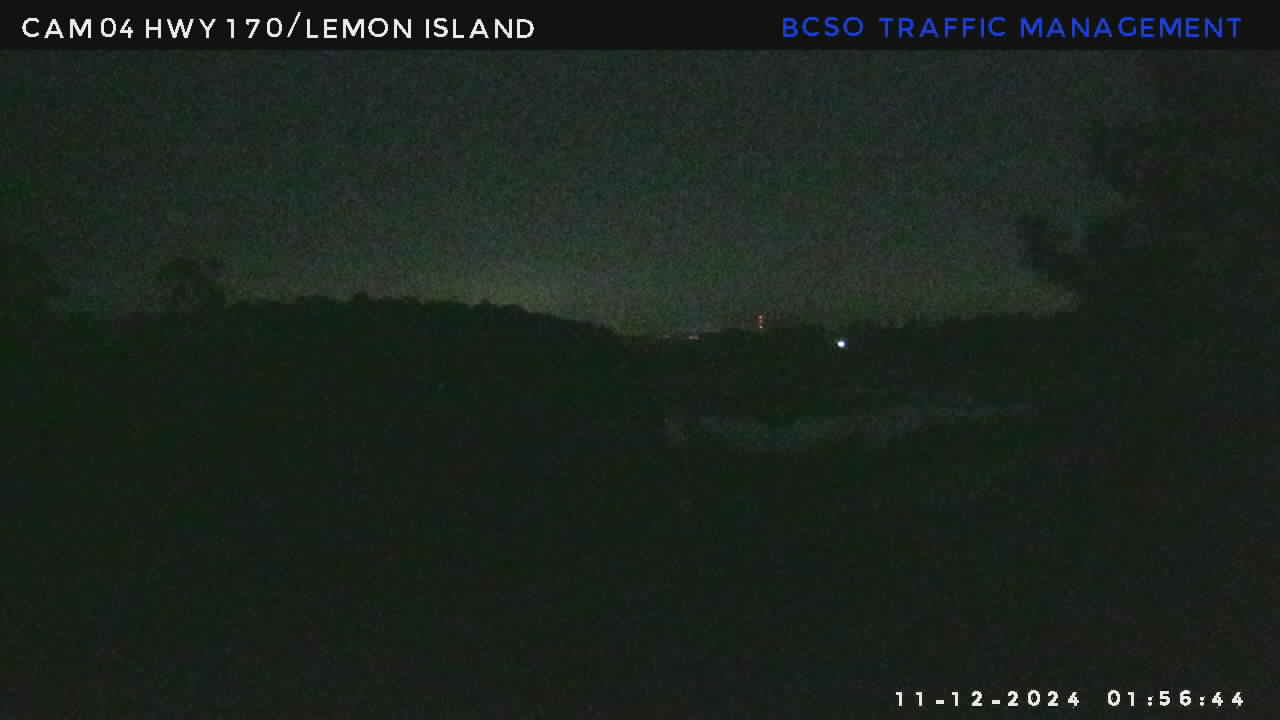 CAM04 HWY 170/LEMON ISLAND
BCSO TRAFFIC MANAGEMENT
11-12-2024 01:56:44